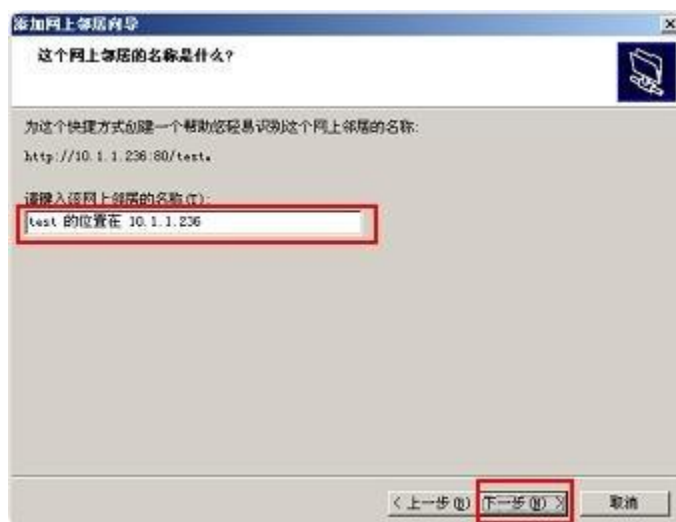 添加网上邻居向导
这个网上邻居的名称是什么?
为这个快捷方式创建一个帮助您轻易识别这个网上邻居的名称:
http://10.1.1.236:80/test。
请键入该网上邻居的名称(T):
test 的位置在 10.1.1.236
< 上一步(B) 下一步(N) > 取消